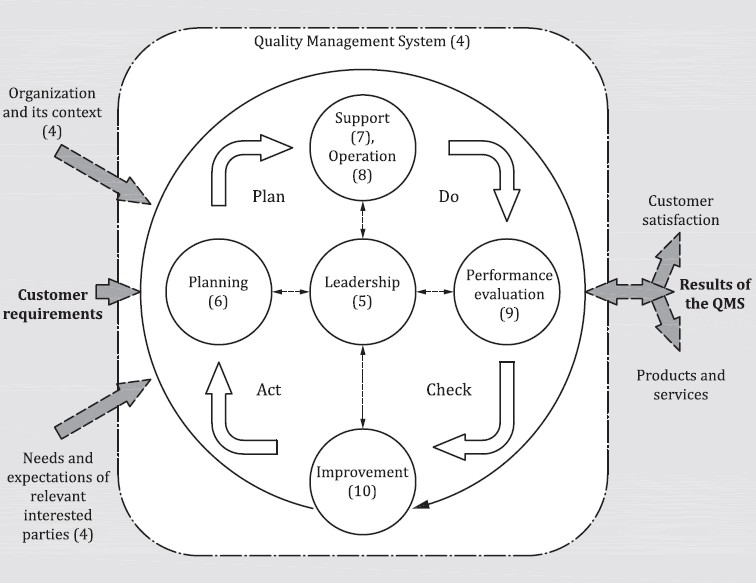 Quality Management System (4)
Organization
and its context
(4)
Support
(7),
Operation
(8)
Plan
Do
Customer
satisfaction
Planning
(6)
Leadership
(5)
Performance
evaluation
(9)
Customer
requirements
Results of
the QMS
Act
Check
Products and
services
Needs and
expectations of
relevant
interested
parties (4)
Improvement
(10)